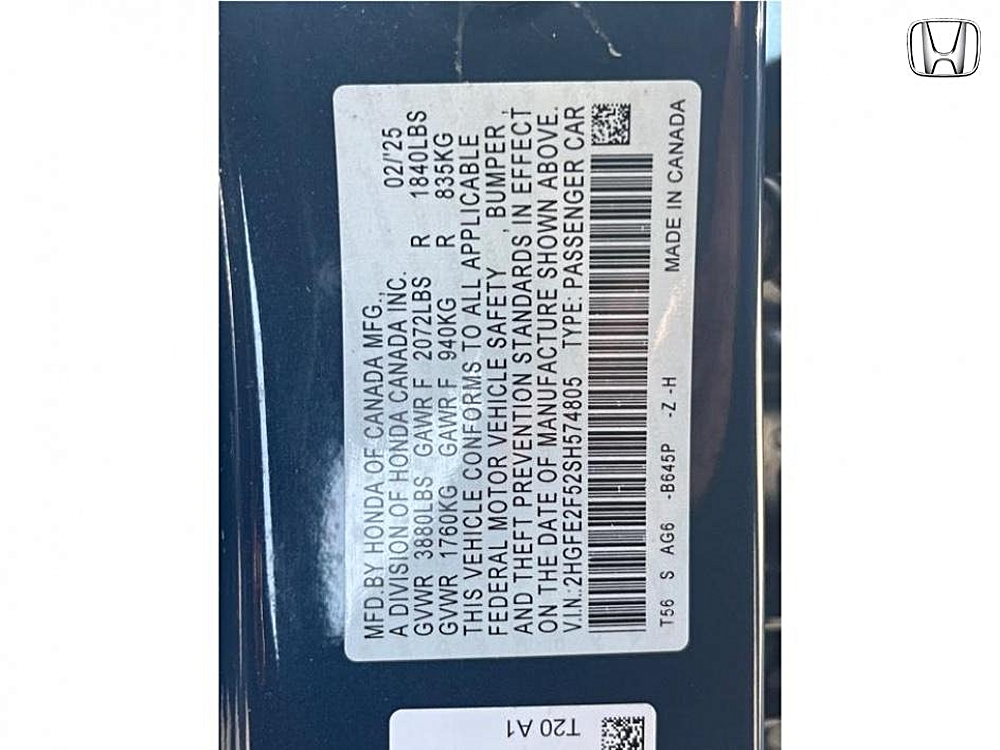 MFD.BY HONDA OF CANADA MFG., 02/'25
A DIVISION OF HONDA CANADA INC.
GVWR 3880LBS GAWR F 2072LBS R 1840LBS
GVWR 1760KG GAWR F 940KG R 835KG
THIS VEHICLE CONFORMS TO ALL APPLICABLE
FEDERAL MOTOR VEHICLE SAFETY , BUMPER ,
AND THEFT PREVENTION STANDARDS, IN EFFECT
ON THE DATE OF MANUFACTURE SHOWN ABOVE.
V.I.N.:2HGFE2F52SH574805 TYPE: PASSENGER CAR
T56 S AG6 -B645P -Z -H MADE IN CANADA
T20 A1